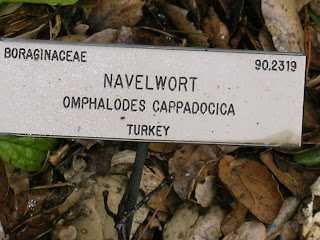 BORAGINACEAE 90.2319
NAVELWORT
OMPHALODES CAPPADOCICA
TURKEY